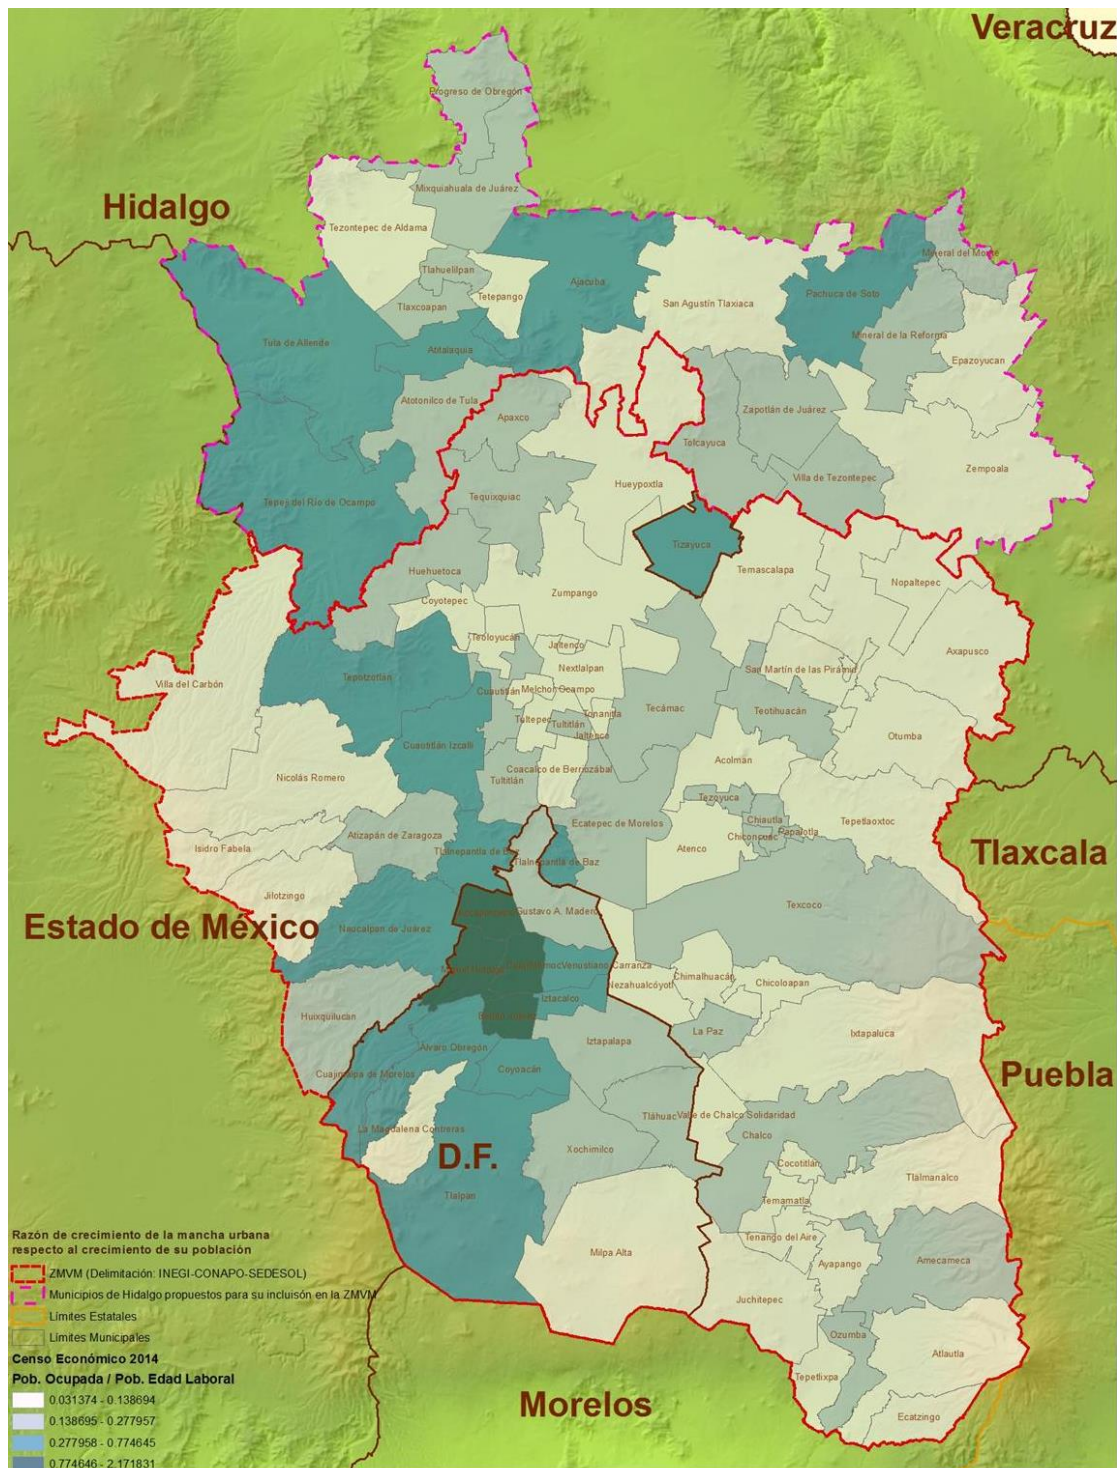 Veracruz
Progreso de Obregón
Mixquiahuala de Juárez
Hidalgo
Tezontepec de Aldama
Mineral del Monte
Tlahuelilpan
Ajacuba
Tetepango
San Agustín Tlaxiaca
Pachuca de Soto
Tlaxcoapan
Mineral de la Reforma
Tula de Allende
Atitalaquia
Epazoyucan
Atotonilco de Tula
Apaxco
Zapotlán de Juárez
Tolcayuca
Zempoala
Villa de Tezontepec
Hueypoxtla
Tequixquiac
Tepeji del Río de Ocampo
Tizayuca
Huehuetoca
Temascalapa
Nopaltepec
Zumpango
Coyotepec
Teoloyucán
Jaltenco
Axapusco
Nextlalpan
San Martín de las Pirámid
Tepotzotlán
Villa del Carbón
Cuautitlán
Melchor Ocampo
Tecámac
Teotihuacán
Tonanitla
Tultepec
Tultitlán
Jaltenco
Otumba
Cuautitlán Izcalli
Acolmán
Coacalco de Berriozábal
Nicolás Romero
Tultitlán
Tezoyuca
Tepetlaoxtoc
Ecatepec de Morelos
Chiautla
Atizapán de Zaragoza
Chiconcuac
Papalotla
Isidro Fabela
Tlalnepantla de Baz
Atenco
Tlalnepantla de Baz
Tlaxcala
Jilotzingo
Texcoco
Gustavo A. Madero
Estado de México
Naucalpan de Juárez
Venustiano Carranza
Chimalhuacán
Nezahualcóyotl
Chicoloapan
Iztacalco
Huixquilucan
La Paz
Ixtapaluca
Iztapalapa
Álvaro Obregón
Coyoacán
Cuajimalpa de Morelos
Puebla
Tláhuac
Valle de Chalco Solidaridad
La Magdalena Contreras
Chalco
Xochimilco
D.F.
Cocotitlán
Tlalmanalco
Tlalpan
Temamatla
Tenango del Aire
Milpa Alta
Ayapango
Amecameca
Juchitepec
Ozumba
Atlautla
Tepetlixpa
Morelos
Ecatzingo
Razón de crecimiento de la mancha urbana
respecto al crecimiento de su población
ZMVM (Delimitación: INEGI-CONAPO-SEDESOL)
Municipios de Hidalgo propuestos para su inclusión en la ZMVM
Límites Estatales
Límites Municipales
Censo Económico 2014
Pob. Ocupada / Pob. Edad Laboral
0.031374 - 0.138694
0.138695 - 0.277957
0.277958 - 0.774645
0.774646 - 2.171831